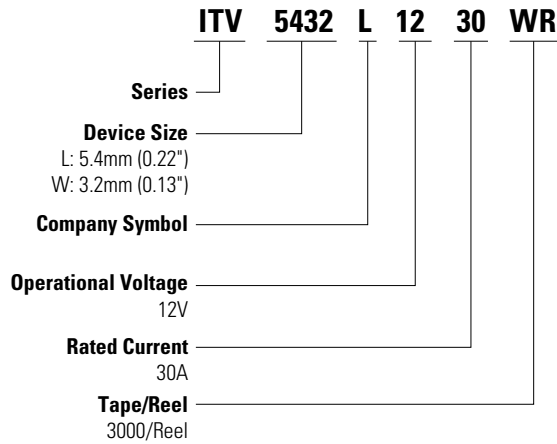 ITV 5432 L 12 30 WR
Series
Device Size
L: 5.4mm (0.22")
W: 3.2mm (0.13")
Company Symbol
Operational Voltage
12V
Rated Current
30A
Tape/Reel
3000/Reel